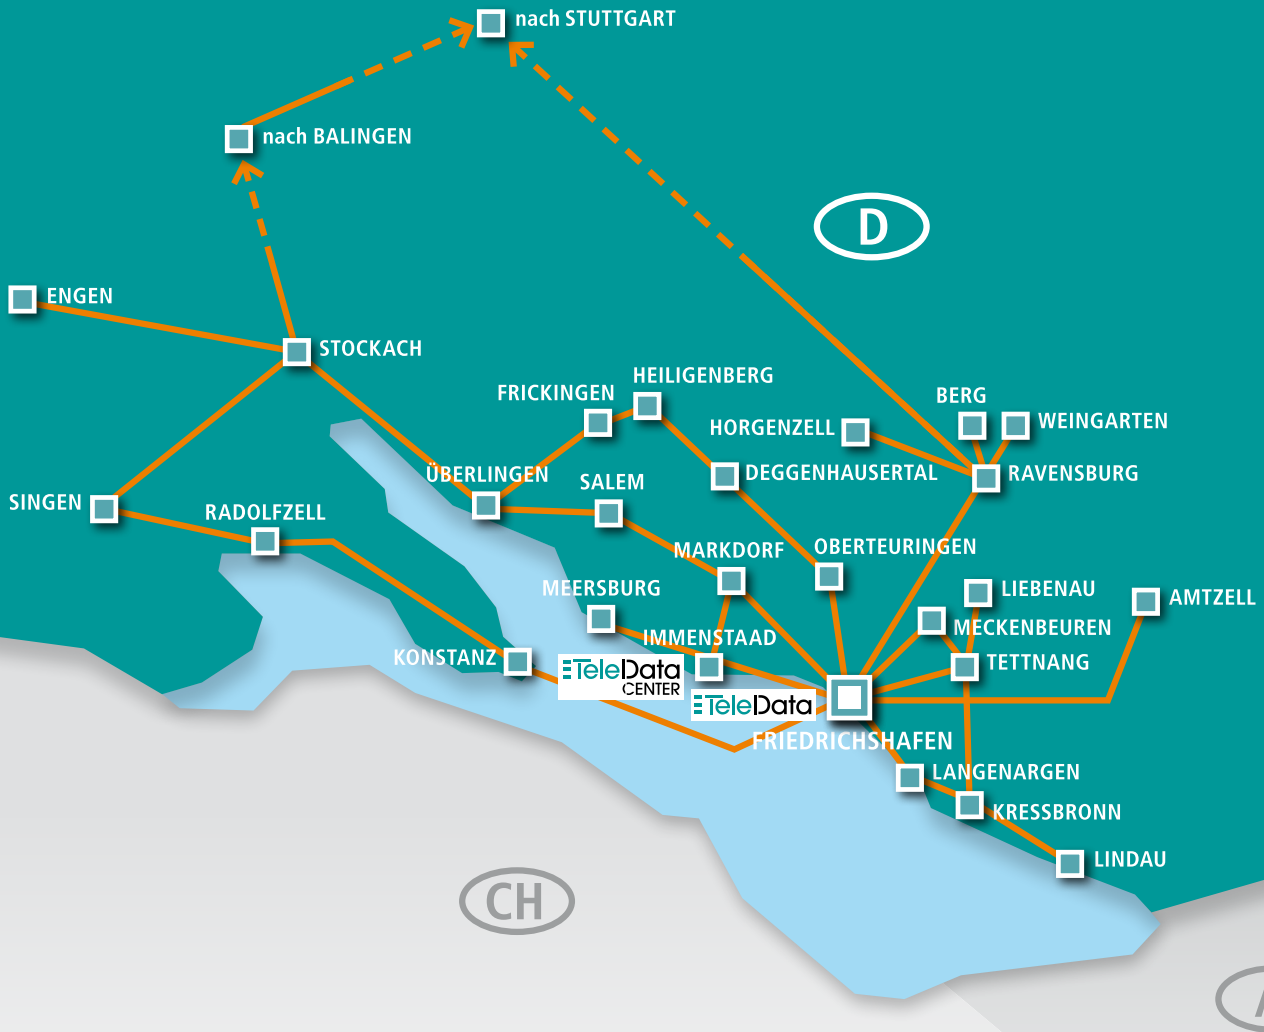 nach STUTTGART
nach BALINGEN
D
ENGEN
STOCKACH
HEILIGENBERG
FRICKINGEN
BERG
WEINGARTEN
HORGENZELL
ÜBERLINGEN
SALEM
DEGGENHAUSERTAL
RAVENSBURG
SINGEN
RADOLFZELL
MARKDORF
OBERTEURINGEN
MEERSBURG
LIEBENAU
AMTZELL
IMMENSTAAD
MECKENBEUREN
KONSTANZ
TeleData
CENTER
TETTNANG
TeleData
FRIEDRICHSHAFEN
LANGENARGEN
KRESSBRONN
LINDAU
CH